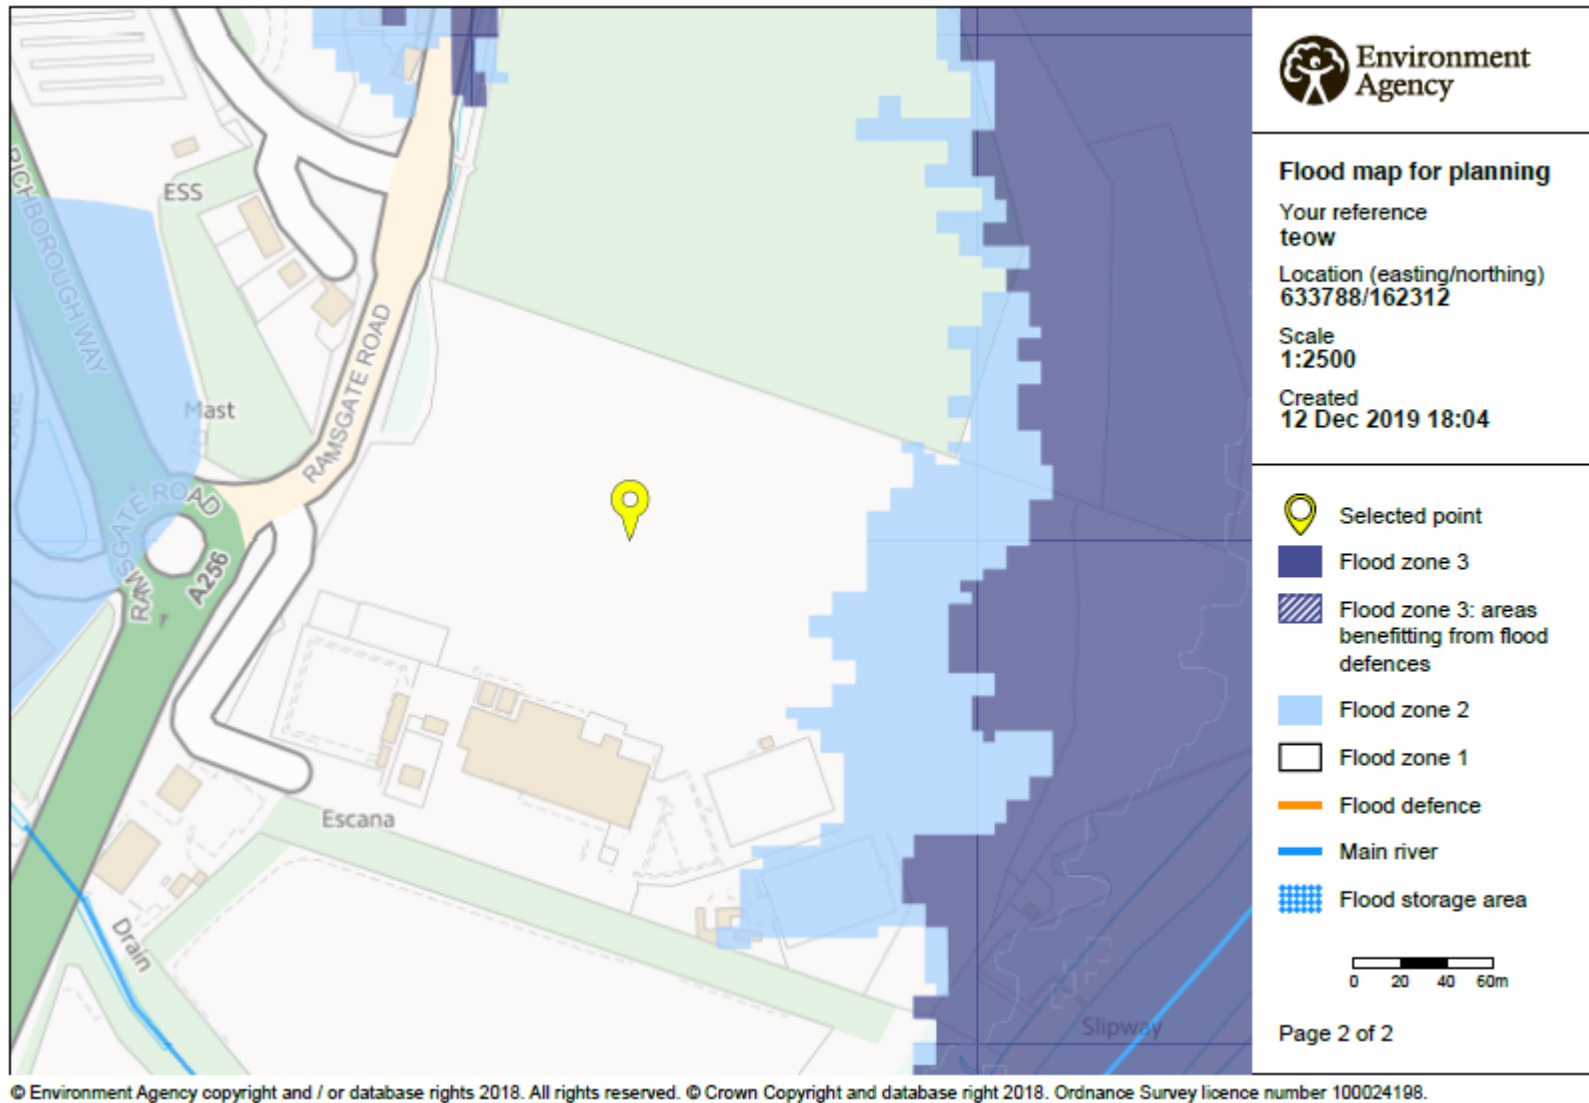 RICHBOROUGH WAY
ESS
Mast
RAMSGATE ROAD
RAMSGATE ROAD
A256
Escana
Drain
Slipway
Environment
Agency
Flood map for planning
Your reference
teow
Location (easting/northing)
633788/162312
Scale
1:2500
Created
12 Dec 2019 18:04
Selected point
Flood zone 3
Flood zone 3: areas
benefitting from flood
defences
Flood zone 2
Flood zone 1
Flood defence
Main river
Flood storage area
0 20 40 60m
Page 2 of 2
© Environment Agency copyright and / or database rights 2018. All rights reserved. © Crown Copyright and database right 2018. Ordnance Survey licence number 100024198.